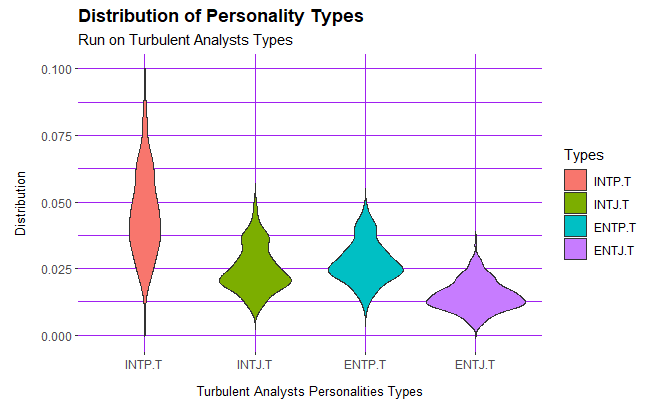 Distribution of Personality Types
Run on Turbulent Analysts Types
0.100
0.075
0.050
0.025
0.000
Distribution
INTP.T
INTJ.T
ENTP.T
ENTJ.T
Turbulent Analysts Personalities Types
Types
INTP.T
INTJ.T
ENTP.T
ENTJ.T